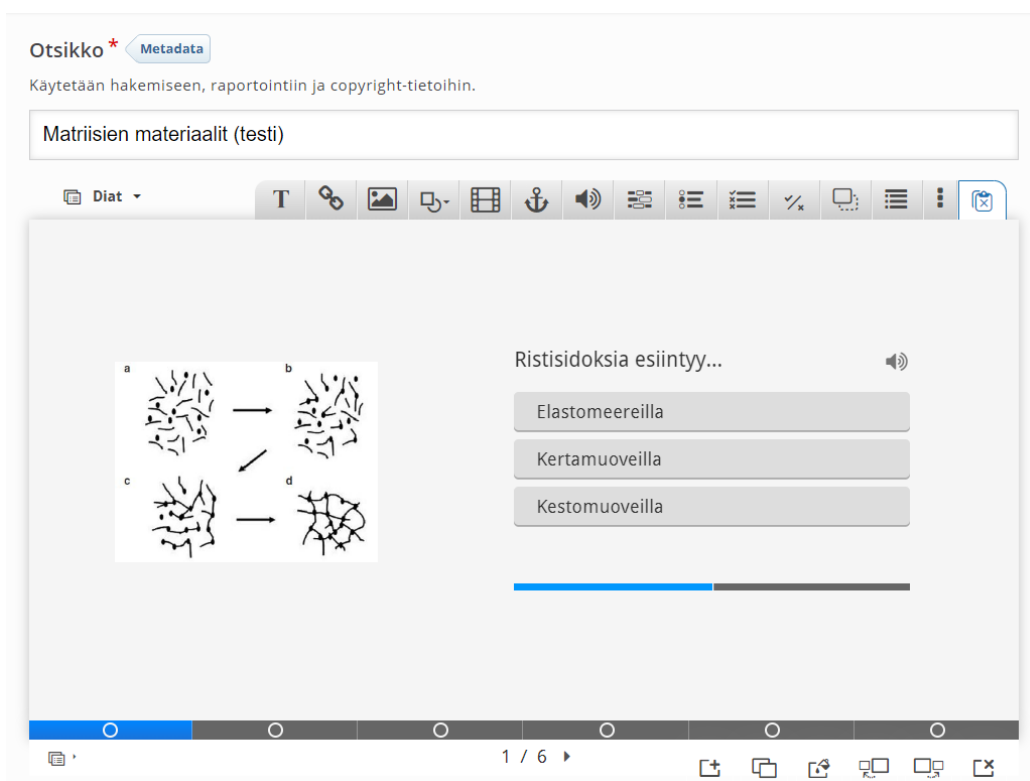 Otsikko * Metadata
Käytetään hakemiseen, raportointiin ja copyright-tietoihin.
Matriisien materiaalit (testi)
Diat
T
a b
c d
Ristisidoksia esiintyy...
Elastomeereilla
Kertamuoveilla
Kestomuoveilla
1 / 6